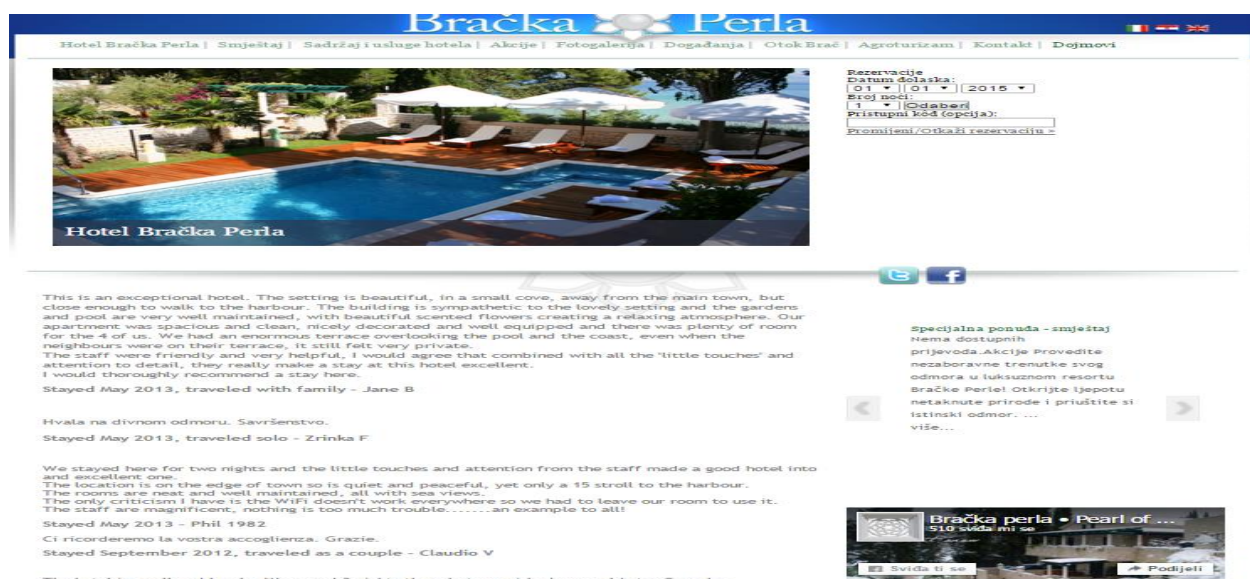 Bračka Perla
Hotel Bračka Perla | Smještaj | Sadržaj i usluge hotela | Akcije | Fotogalerija | Događanja | Otok Brač | Agroturizam | Kontakt | Dojmovi
Hotel Bračka Perla
Rezervacije
Datum dolaska:
01 01 2015
Broj noći:
1 Odaberi
Pristupni kôd (opcija):
Promijeni/Otkaži rezervaciju »
This is an exceptional hotel. The setting is beautiful, in a small cove, away from the main town, but
close enough to walk to the harbour. The building is sympathetic to the lovely setting and the gardens
and pool are very well maintained, with beautiful scented flowers creating a relaxing atmosphere. Our
apartment was spacious and clean, nicely decorated and well equipped and there was plenty of room
for the 4 of us. We had an enormous terrace overlooking the pool and the coast, even when the
neighbours were on their terrace, it still felt very private.
The staff were friendly and very helpful, I would agree that combined with all the 'little touches' and
attention to detail, they really make a stay at this hotel excellent.
I would thoroughly recommend a stay here.
Stayed May 2013, traveled with family - Jane B
Hvala na divnom odmoru. Savršenstvo.
Stayed May 2013, traveled solo - Zrinka F
We stayed here for two nights and the little touches and attention from the staff made a good hotel into
and excellent one.
The location is on the edge of town so is quiet and peaceful, yet only a 15 stroll to the harbour.
The rooms are neat and well maintained, all with sea views.
The only criticism I have is the WiFi doesn't work everywhere so we had to leave our room to use it.
The staff are magnificent, nothing is too much trouble.......an example to all!
Stayed May 2013 - Phil 1982
Ci ricorderemo la vostra accoglienza. Grazie.
Stayed September 2012, traveled as a couple - Claudio V
Specijalna ponuda - smještaj
Nema dostupnih
prijevoda.Akcije Provedite
nezaboravne trenutke svog
odmora u luksuznom resortu
Bračke Perle! Otkrijte ljepotu
netaknute prirode i priuštite si
istinski odmor. ...
više...
Bračka perla • Pearl of ...
510 sviđa mi se
Sviđa ti se
Podijeli